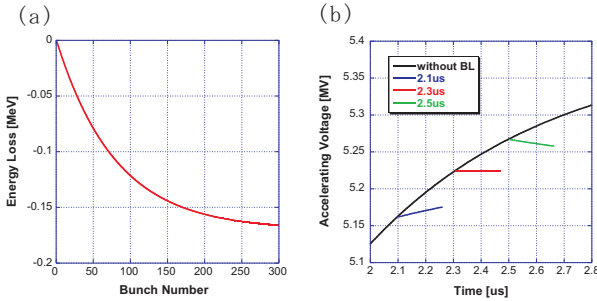 (a)
Energy Loss [MeV]
0
-0.05
-0.1
-0.15
-0.2
0 50 100 150 200 250 300
Bunch Number
(b)
Accelerating Voltage [MV]
5.4
5.35
5.3
5.25
5.2
5.15
5.1
without BL
2.1us
2.3us
2.5us
2 2.1 2.2 2.3 2.4 2.5 2.6 2.7 2.8
Time [us]